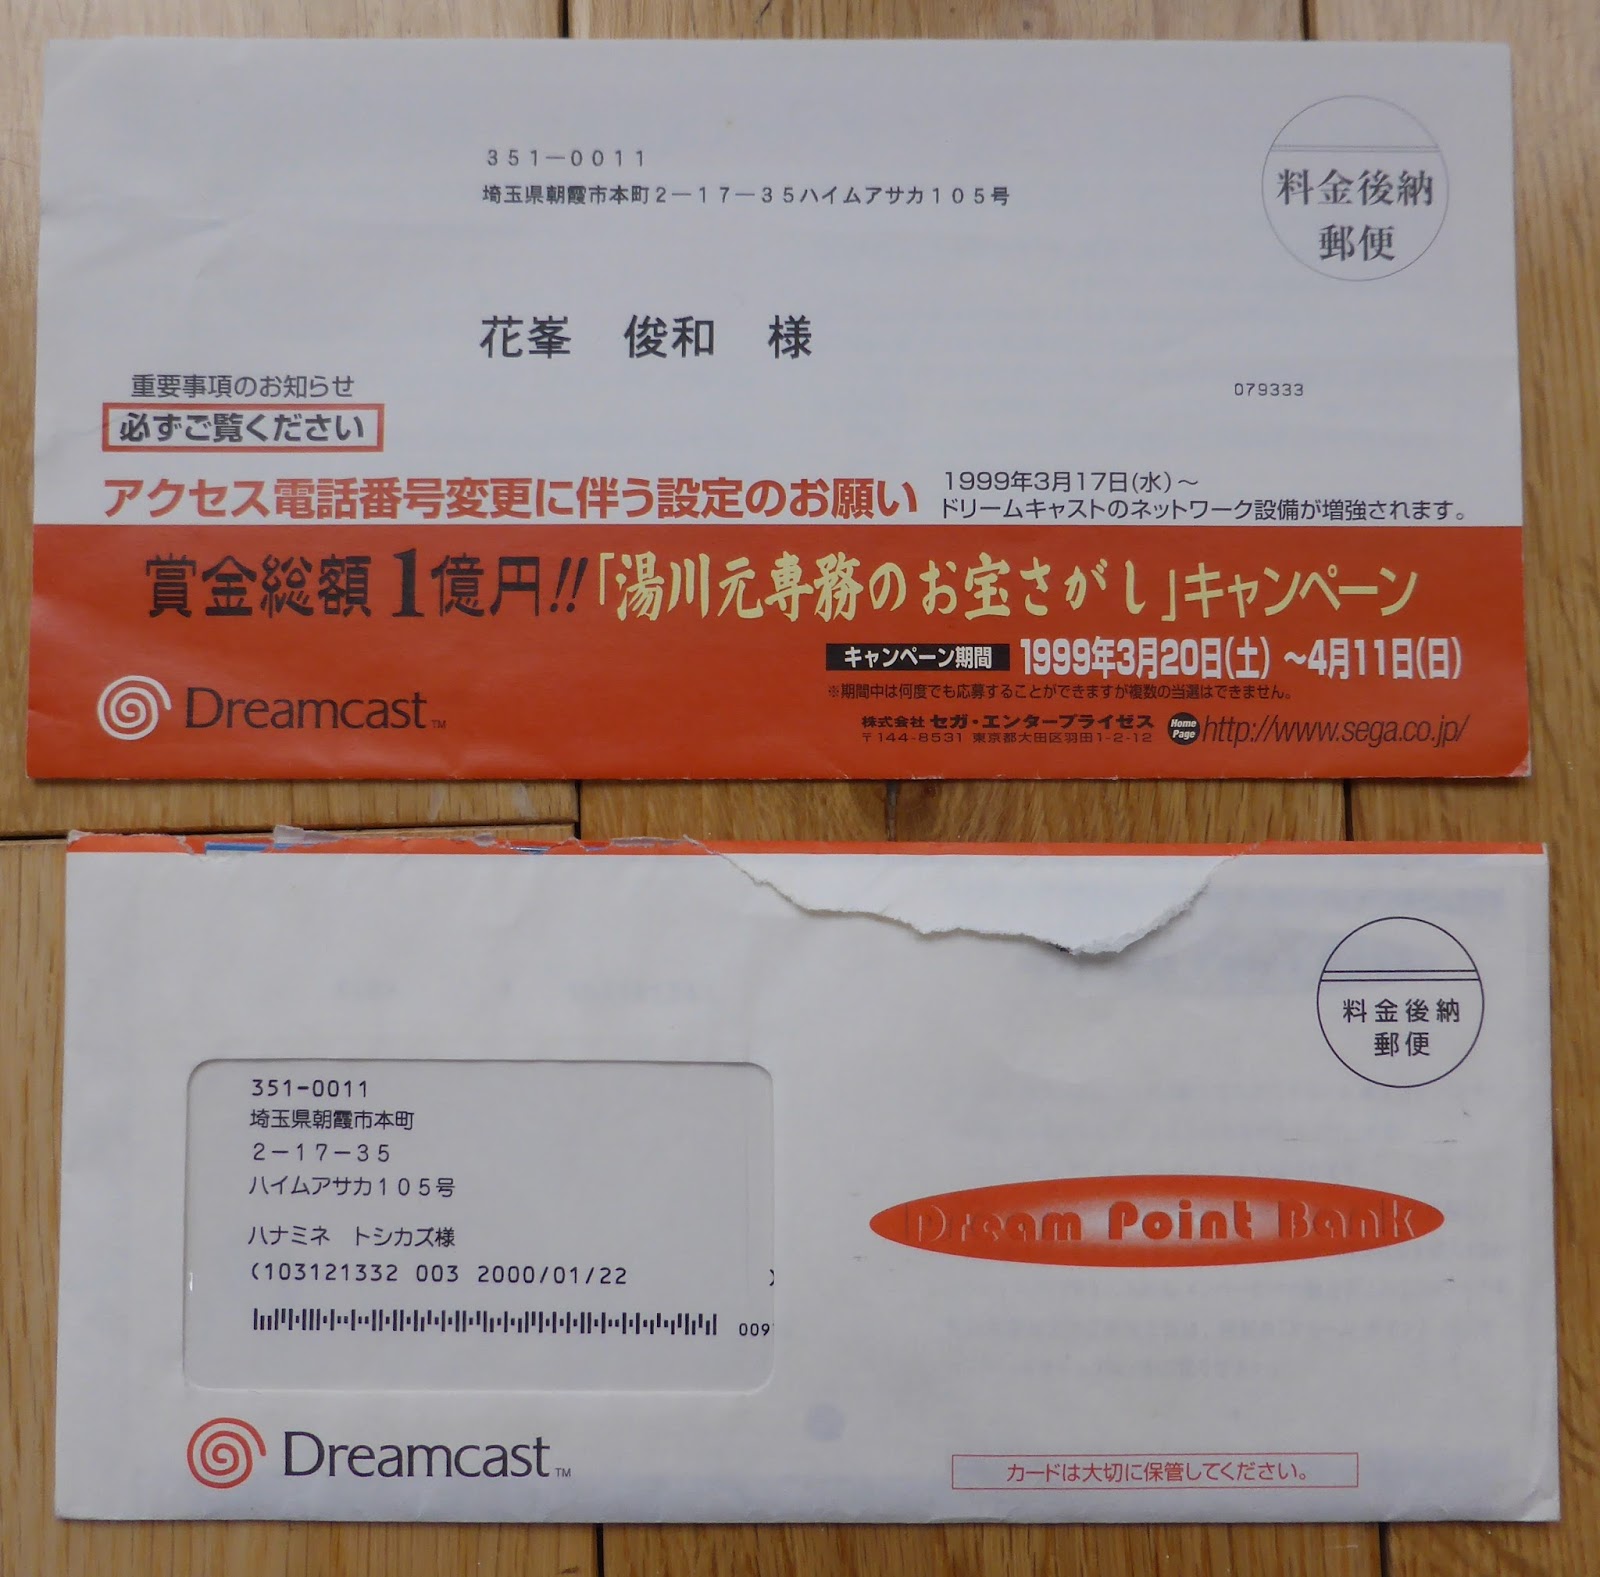 351-0011
埼玉県朝霞市本町2-17-35ハイムアサカ105号
料金後納
郵便
花峯 俊和 様
079333
重要事項のお知らせ
必ずご覧ください
アクセス電話番号変更に伴う設定のお願い
1999年3月17日(水)~
ドリームキャストのネットワーク設備が増強されます。
賞金総額1億円!!「湯川元専務のお宝さがし」キャンペーン
キャンペーン期間 1999年3月20日(土)~4月11日(日)
※期間中は何度でも応募することができますが複数の当選はできません。
Dreamcast™
株式会社 セガ・エンタープライゼス
〒144-8531 東京都大田区羽田1-2-12
Home Page http://www.sega.co.jp/
料金後納
郵便
351-0011
埼玉県朝霞市本町
2-17-35
ハイムアサカ105号
ハナミネ トシカズ様
(103121332 003 2000/01/22 )
009
Dream Point Bank
Dreamcast™
カードは大切に保管してください。